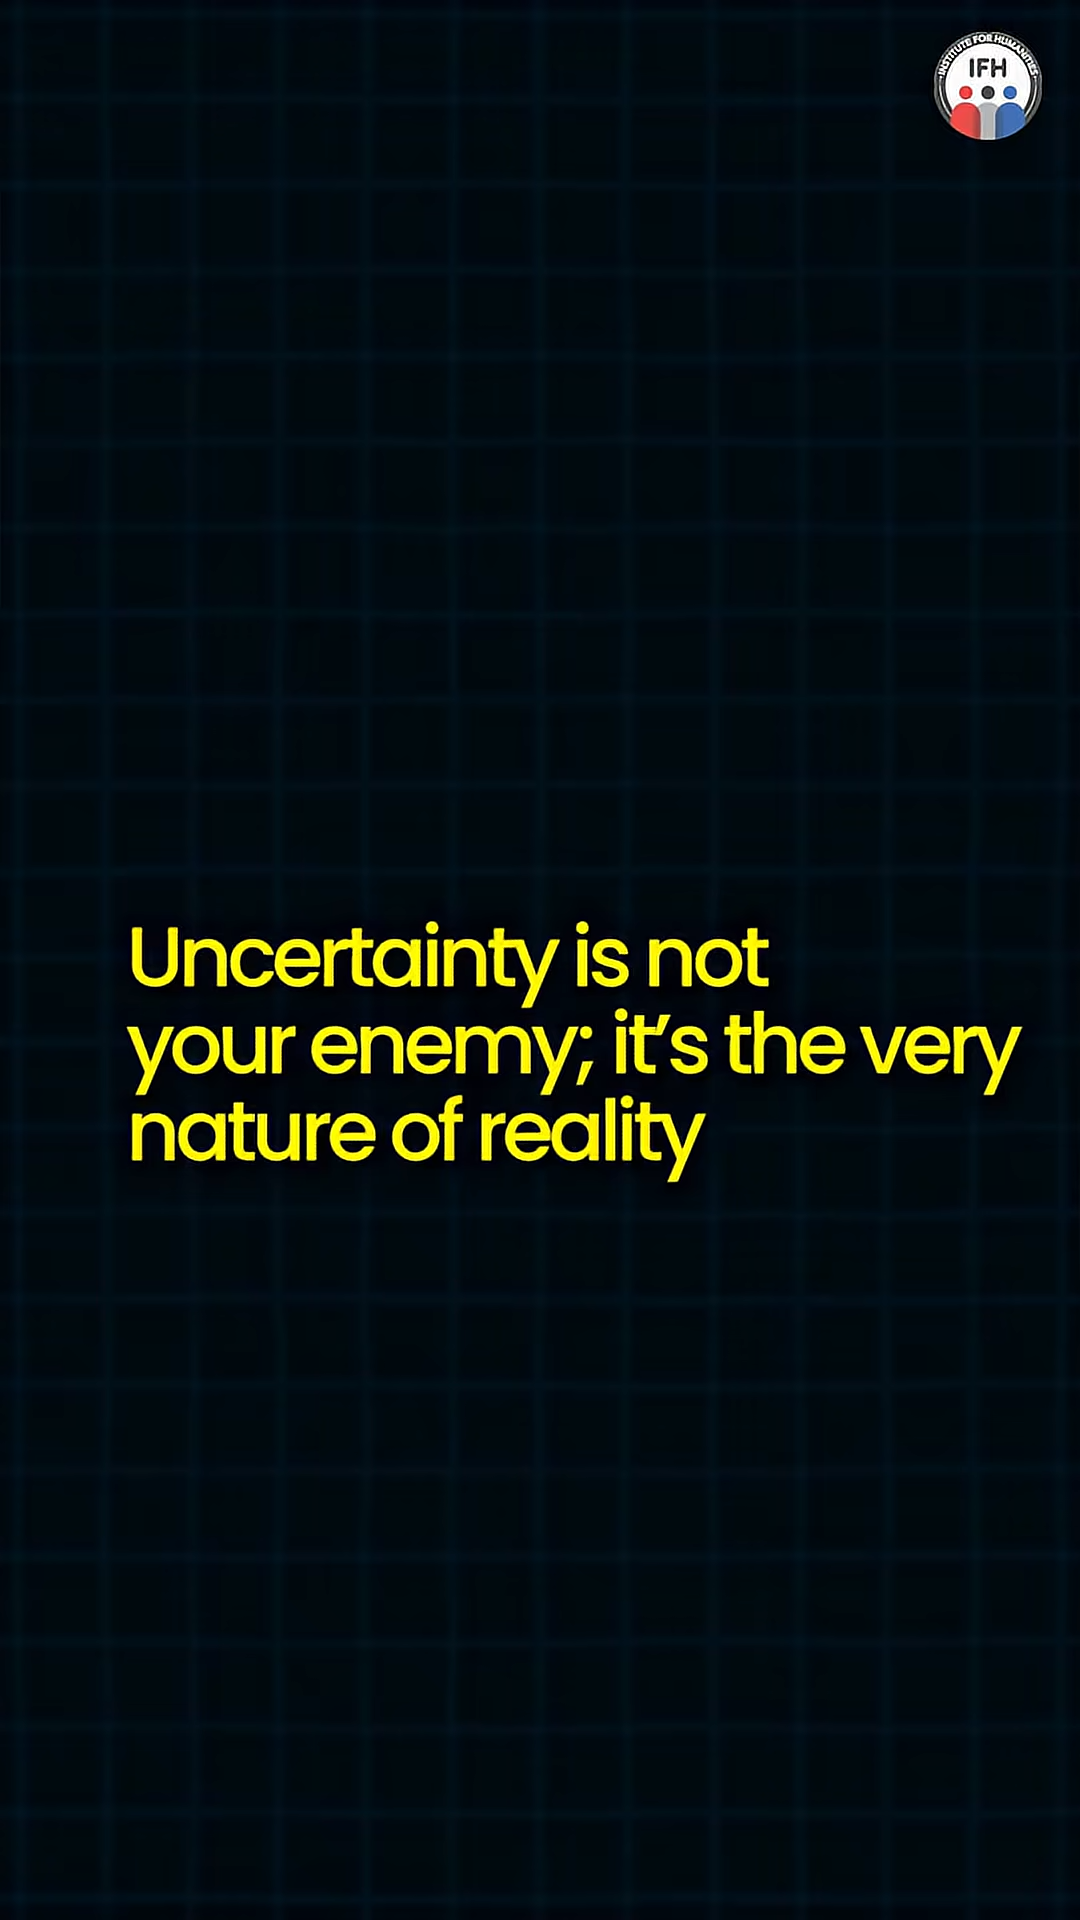 INSTITUTE FOR HUMANITIES
IFH
Uncertainty is not
your enemy; it’s the very
nature of reality